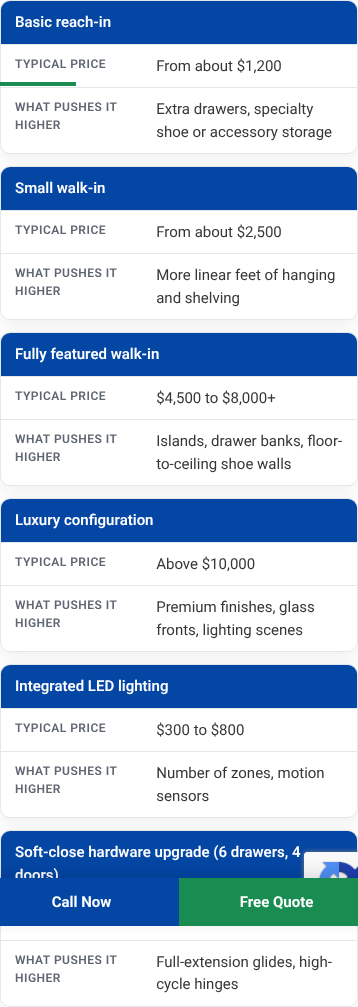 Basic reach-in
TYPICAL PRICE
From about $1,200
WHAT PUSHES IT
HIGHER
Extra drawers, specialty
shoe or accessory storage
Small walk-in
TYPICAL PRICE
From about $2,500
WHAT PUSHES IT
HIGHER
More linear feet of hanging
and shelving
Fully featured walk-in
TYPICAL PRICE
$4,500 to $8,000+
WHAT PUSHES IT
HIGHER
Islands, drawer banks, floor-
to-ceiling shoe walls
Luxury configuration
TYPICAL PRICE
Above $10,000
WHAT PUSHES IT
HIGHER
Premium finishes, glass
fronts, lighting scenes
Integrated LED lighting
TYPICAL PRICE
$300 to $800
WHAT PUSHES IT
HIGHER
Number of zones, motion
sensors
Soft-close hardware upgrade (6 drawers, 4
doors)
Call Now
Free Quote
WHAT PUSHES IT
HIGHER
Full-extension glides, high-
cycle hinges